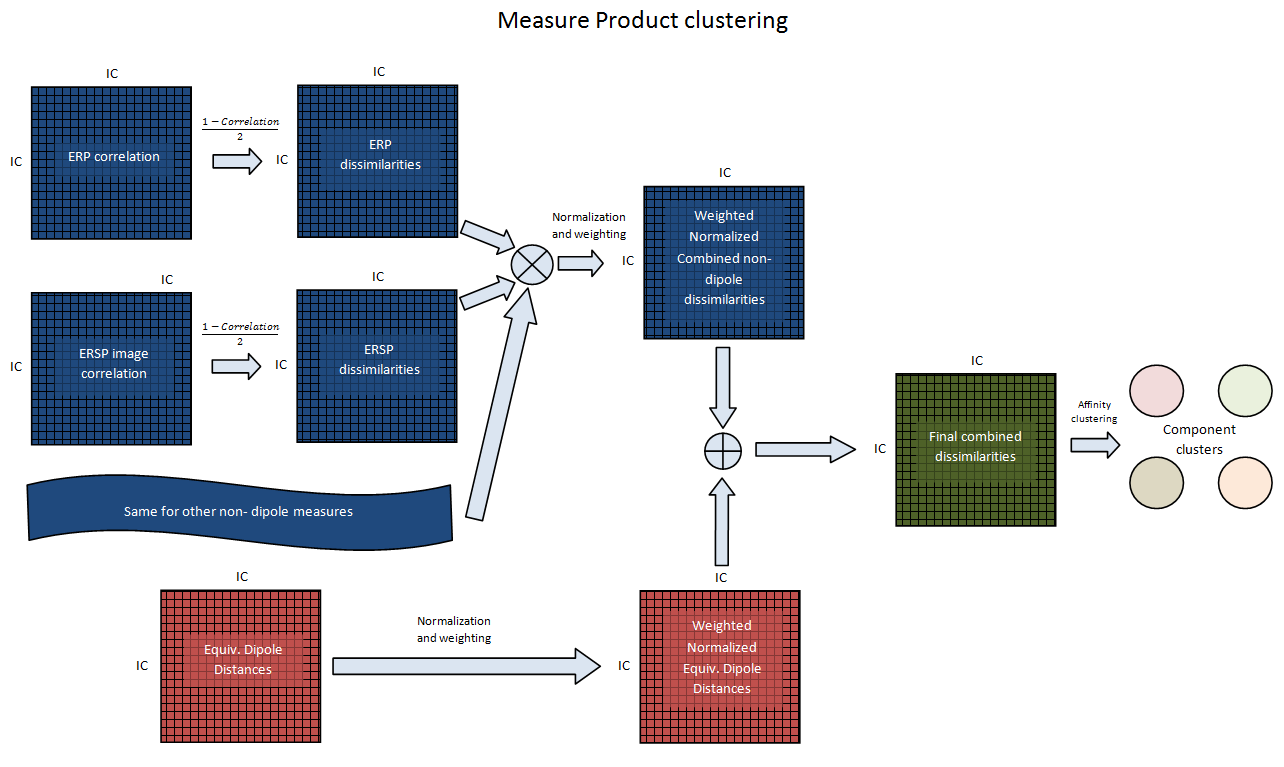 Measure Product clustering
IC
IC
ERP correlation
1 − Correlation
2
IC
IC
ERP
dissimilarities
IC
IC
ERSP image
correlation
1 − Correlation
2
IC
IC
ERSP
dissimilarities
Same for other non- dipole measures
Normalization
and weighting
IC
IC
Weighted
Normalized
Combined non-
dipole
dissimilarities
IC
IC
Equiv. Dipole
Distances
Normalization
and weighting
IC
IC
Weighted
Normalized
Equiv. Dipole
Distances
IC
IC
Final combined
dissimilarities
Affinity
clustering
Component
clusters